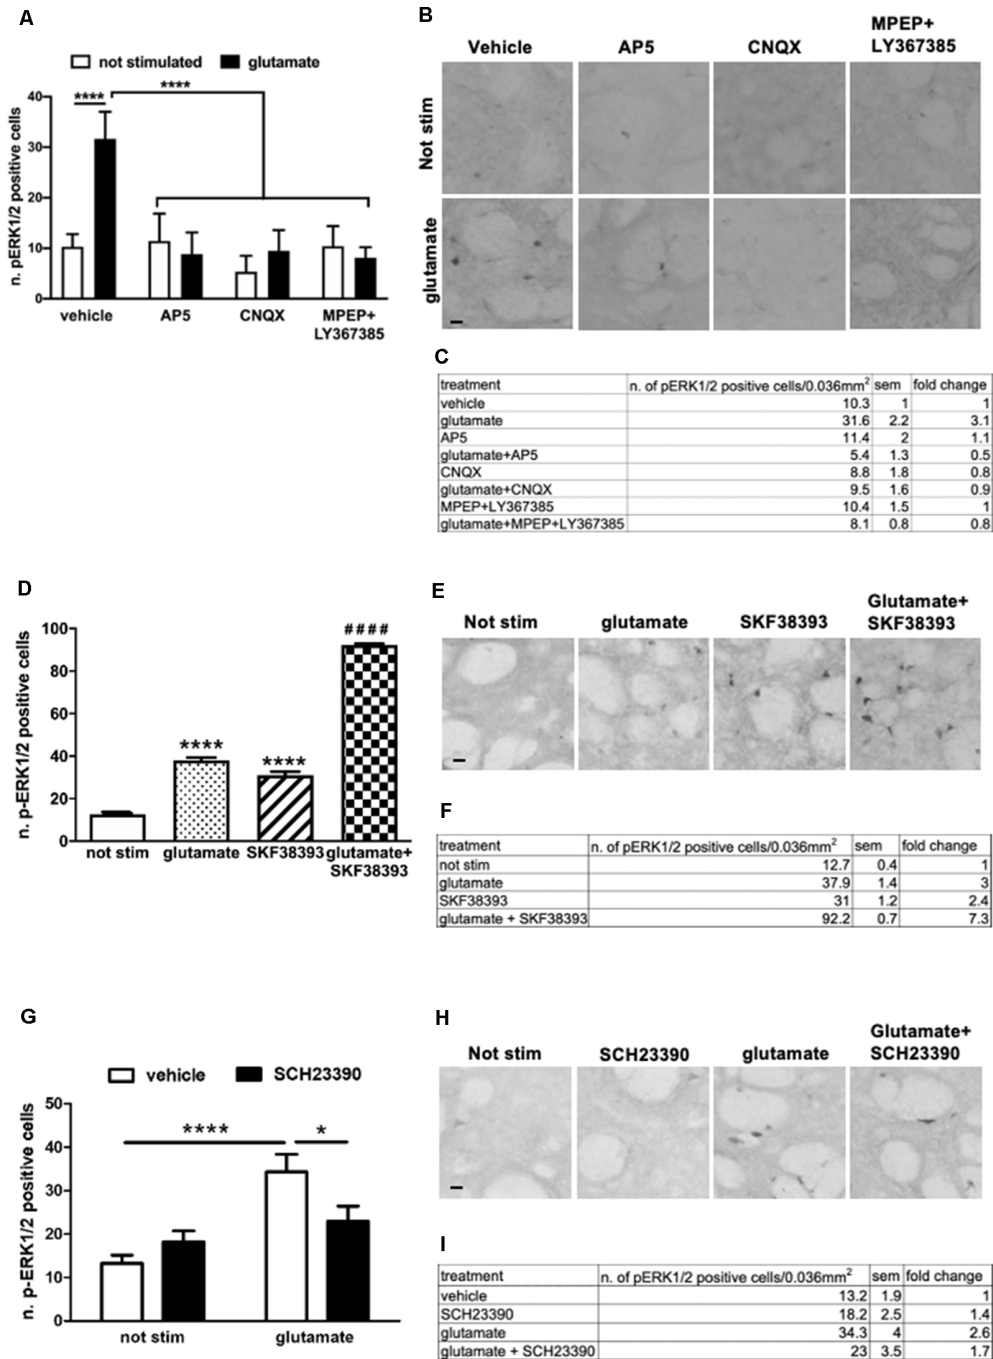 A
not stimulated glutamate
n. pERK1/2 positive cells
40
30
20
10
0
****
****
vehicle AP5 CNQX MPEP+
LY367385
B
Vehicle AP5 CNQX MPEP+
LY367385
Not stim
glutamate
C
treatment n. of pERK1/2 positive cells/0.036mm² sem fold change
vehicle 10.3 1 1
glutamate 31.6 2.2 3.1
AP5 11.4 2 1.1
glutamate+AP5 5.4 1.3 0.5
CNQX 8.8 1.8 0.8
glutamate+CNQX 9.5 1.6 0.9
MPEP+LY367385 10.4 1.5 1
glutamate+MPEP+LY367385 8.1 0.8 0.8
D
n. p-ERK1/2 positive cells
100
80
60
40
20
0
****
****
####
not stim glutamate SKF38393 glutamate+
SKF38393
E
Not stim glutamate SKF38393 Glutamate+
SKF38393
F
treatment n. of pERK1/2 positive cells/0.036mm² sem fold change
not stim 12.7 0.4 1
glutamate 37.9 1.4 3
SKF38393 31 1.2 2.4
glutamate + SKF38393 92.2 0.7 7.3
G
vehicle SCH23390
n. p-ERK1/2 positive cells
50
40
30
20
10
0
**** *
not stim glutamate
H
Not stim SCH23390 glutamate Glutamate+
SCH23390
I
treatment n. of pERK1/2 positive cells/0.036mm² sem fold change
vehicle 13.2 1.9 1
SCH23390 18.2 2.5 1.4
glutamate 34.3 4 2.6
glutamate + SCH23390 23 3.5 1.7